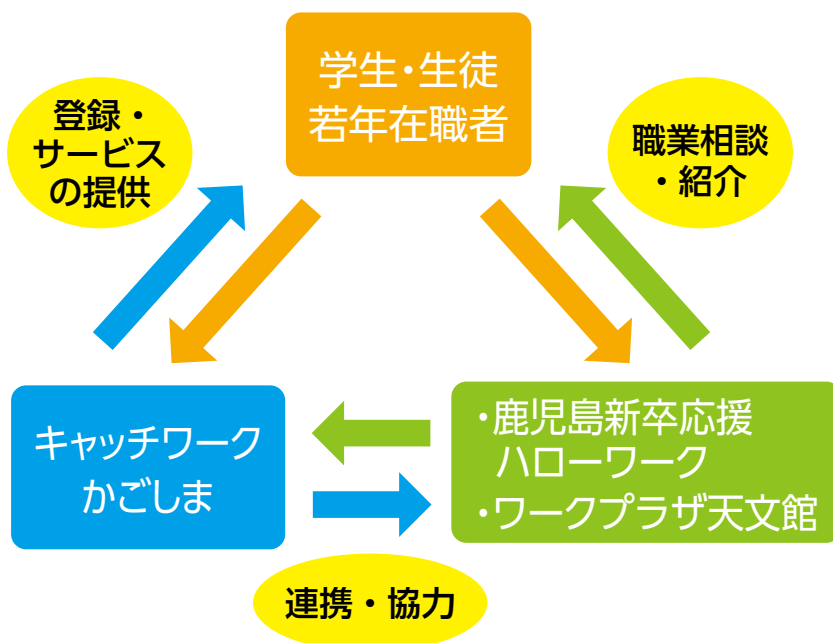 学生・生徒
若年在職者
登録・
サービス
の提供
職業相談
・紹介
キャッチワーク
かごしま
・鹿児島新卒応援
ハローワーク
・ワークプラザ天文館
連携・協力